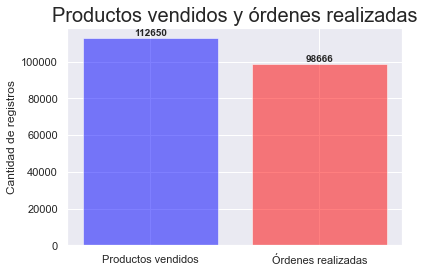 Productos vendidos y órdenes realizadas
112650
98666
100000
80000
60000
40000
20000
0
Cantidad de registros
Productos vendidos
Órdenes realizadas